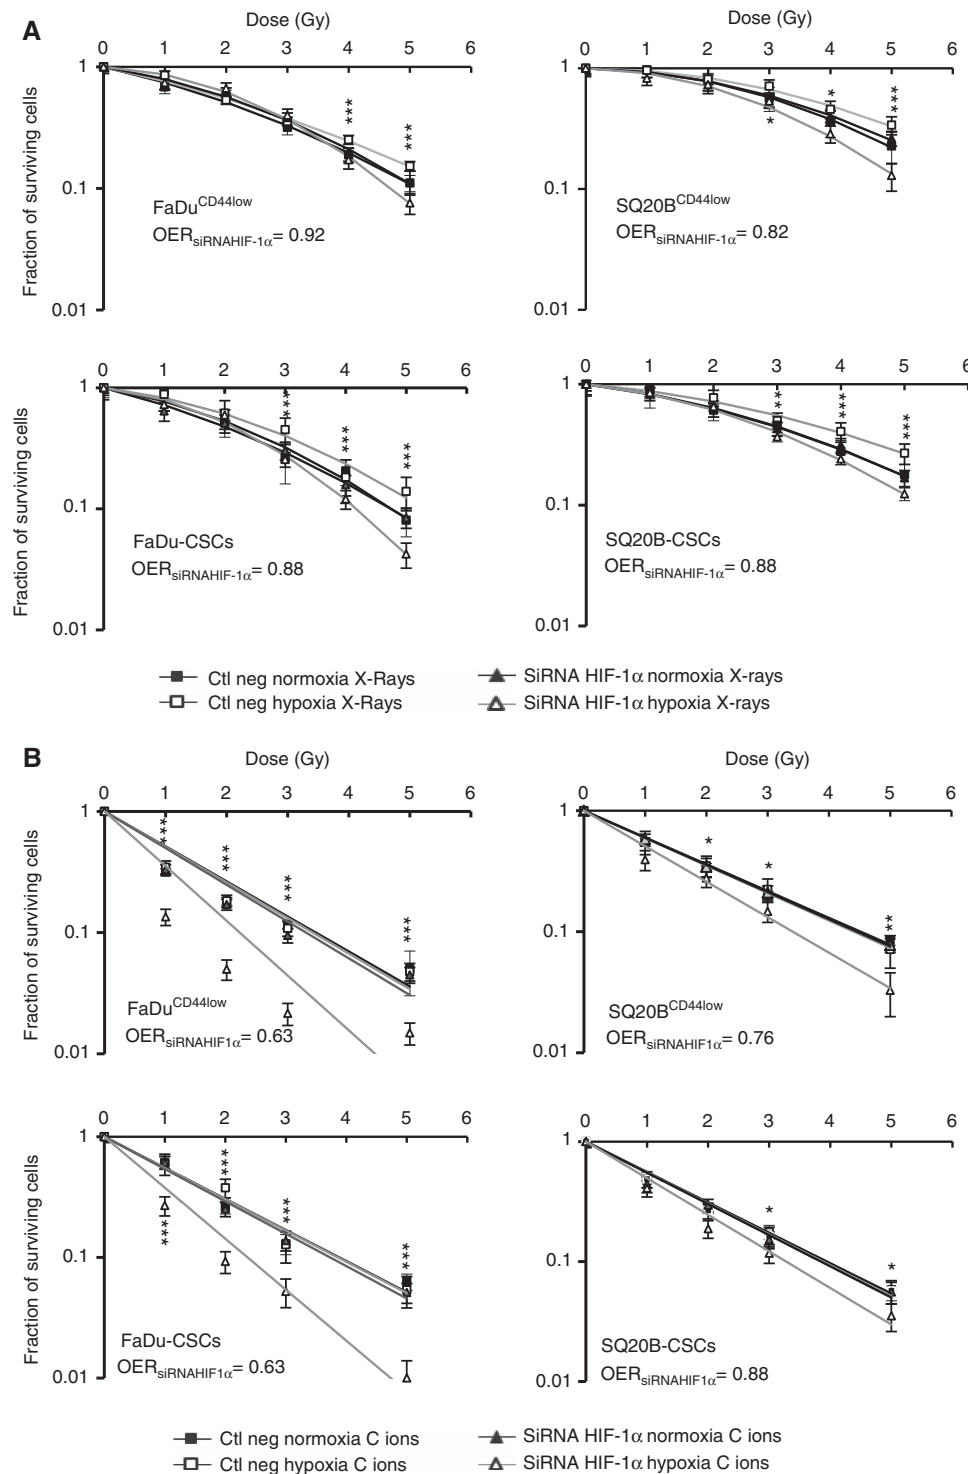 A
Dose (Gy)
0 1 2 3 4 5 6
0 1 2 3 4 5 6
Fraction of surviving cells
1
0.1
0.01
***
***
FaDu^CD44low
OER_siRNAHIF-1α = 0.92
1
0.1
0.01
*
*
***
SQ20B^CD44low
OER_siRNAHIF-1α = 0.82
0 1 2 3 4 5 6
0 1 2 3 4 5 6
Fraction of surviving cells
1
0.1
0.01
***
***
***
FaDu-CSCs
OER_siRNAHIF-1α = 0.88
1
0.1
0.01
**
***
***
SQ20B-CSCs
OER_siRNAHIF-1α = 0.88
Ctl neg normoxia X-Rays
SiRNA HIF-1α normoxia X-rays
Ctl neg hypoxia X-Rays
SiRNA HIF-1α hypoxia X-rays
B
Dose (Gy)
Dose (Gy)
0 1 2 3 4 5 6
0 1 2 3 4 5 6
Fraction of surviving cells
1
0.1
0.01
***
***
***
***
FaDu^CD44low
OER_siRNAHIF1α = 0.63
1
0.1
0.01
*
*
**
SQ20B^CD44low
OER_siRNAHIF1α = 0.76
0 1 2 3 4 5 6
0 1 2 3 4 5 6
Fraction of surviving cells
1
0.1
0.01
***
***
***
***
FaDu-CSCs
OER_siRNAHIF1α = 0.63
1
0.1
0.01
*
*
SQ20B-CSCs
OER_siRNAHIF1α = 0.88
Ctl neg normoxia C ions
SiRNA HIF-1α normoxia C ions
Ctl neg hypoxia C ions
SiRNA HIF-1α hypoxia C ions